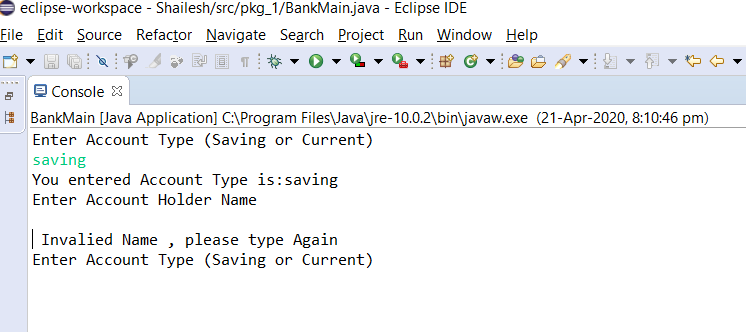 eclipse-workspace - Shailesh/src/pkg_1/BankMain.java - Eclipse IDE
File Edit Source Refactor Navigate Search Project Run Window Help
Console
BankMain [Java Application] C:\Program Files\Java\jre-10.0.2\bin\javaw.exe (21-Apr-2020, 8:10:46 pm)
Enter Account Type (Saving or Current)
saving
You entered Account Type is:saving
Enter Account Holder Name
Invalied Name , please type Again
Enter Account Type (Saving or Current)